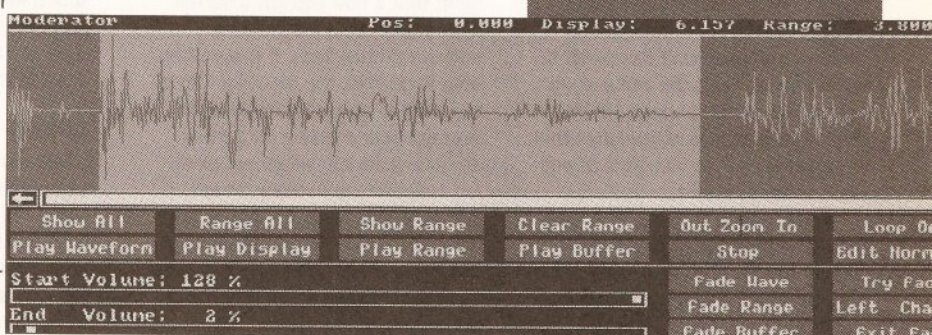 Moderator Pos: 0.000 Display: 6.157 Range: 3.800
Show All Range All Show Range Clear Range Out Zoom In Loop
Play Waveform Play Display Play Range Play Buffer Stop Edit
Start Volume: 128 % Fade Wave Try
End Volume: 2 % Fade Range Left
Fade Buffer